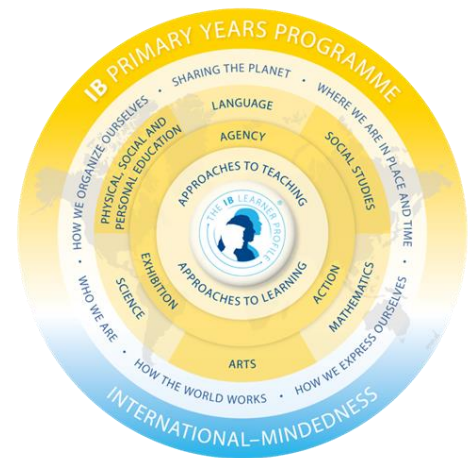 IB PRIMARY YEARS PROGRAMME
SHARING THE PLANET
WHERE WE ARE IN PLACE AND TIME
HOW WE EXPRESS OURSELVES
HOW THE WORLD WORKS
WHO WE ARE
HOW WE ORGANIZE OURSELVES
LANGUAGE
SOCIAL STUDIES
MATHEMATICS
ARTS
SCIENCE
PHYSICAL, SOCIAL AND
PERSONAL EDUCATION
AGENCY
ACTION
EXHIBITION
APPROACHES TO TEACHING
APPROACHES TO LEARNING
THE IB LEARNER PROFILE
INTERNATIONAL–MINDEDNESS